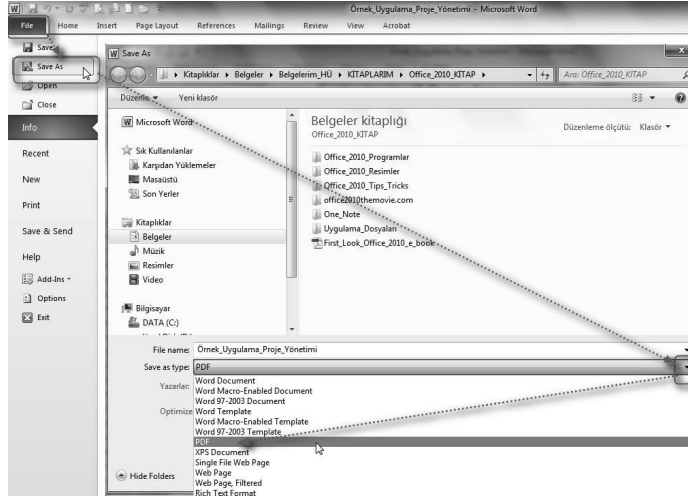 Örnek_Uygulama_Proje_Yönetimi - Microsoft Word
File Home Insert Page Layout References Mailings Review View Acrobat
Save
Save As
Open
Close
Info
Recent
New
Print
Save & Send
Help
Add-Ins
Options
Exit
Save As
Kitaplıklar Belgeler Belgelerim_HÜ KİTAPLARIM Office_2010_KİTAP
Ara: Office_2010_KİTAP
Düzenle Yeni klasör
Microsoft Word
Sık Kullanılanlar
Karşıdan Yüklemeler
Masaüstü
Son Yerler
Kitaplıklar
Belgeler
Müzik
Resimler
Video
Bilgisayar
DATA (C:)
Belgeler kitaplığı
Office_2010_KİTAP
Düzenleme ölçütü: Klasör
Office_2010_Programlar
Office_2010_Resimler
Office_2010_Tips_Tricks
office2010themovie.com
One_Note
Uygulama_Dosyaları
First_Look_Office_2010_e_book
File name: Örnek_Uygulama_Proje_Yönetimi
Save as type: PDF
Yazarlar:
Optimize
Word Document
Word Macro-Enabled Document
Word 97-2003 Document
Word Template
Word Macro-Enabled Template
Word 97-2003 Template
PDF
XPS Document
Single File Web Page
Web Page
Web Page, Filtered
Rich Text Format
Hide Folders